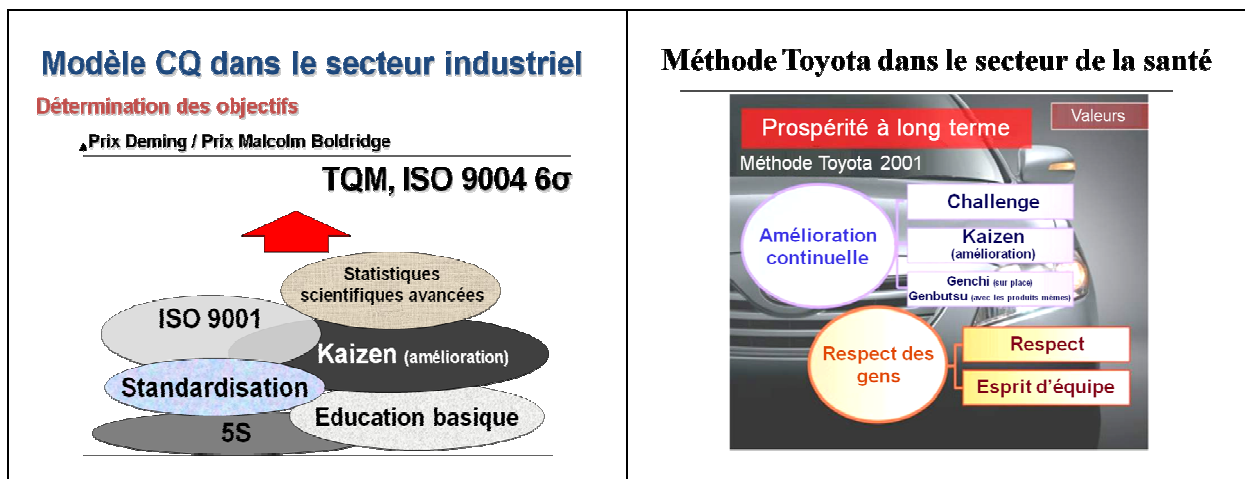 Modèle CQ dans le secteur industriel
Détermination des objectifs
Prix Deming / Prix Malcolm Boldridge
TQM, ISO 9004 6σ
Statistiques
scientifiques avancées
ISO 9001
Kaizen (amélioration)
Standardisation
Education basique
5S
Méthode Toyota dans le secteur de la santé
Valeurs
Prospérité à long terme
Méthode Toyota 2001
Challenge
Amélioration
continuelle
Kaizen
(amélioration)
Genchi (sur place)
Genbutsu (avec les produits mêmes)
Respect des
gens
Respect
Esprit d'équipe